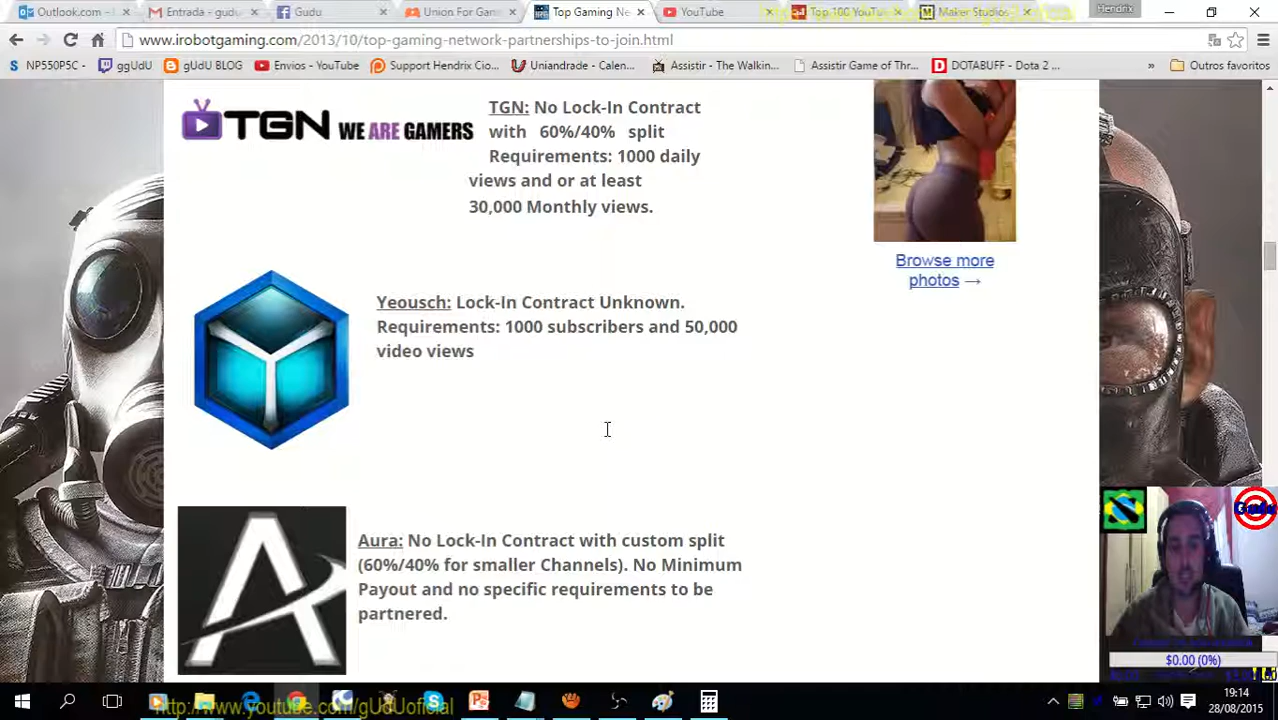 Outlook.com -
Entrada - gudu
Gudu
Union For Gam
Top Gaming Ne
YouTube
Top 100 YouTu
Maker Studios
Hendrix
www.irobotgaming.com/2013/10/top-gaming-network-partnerships-to-join.html
NP550P5C -
ggUdU
gUdU BLOG
Envios - YouTube
Support Hendrix Cio...
Uniandrade - Calen...
Assistir - The Walkin...
Assistir Game of Thr...
DOTABUFF - Dota 2 ...
»
Outros favoritos
TGN WE ARE GAMERS
TGN: No Lock-In Contract
with 60%/40% split
Requirements: 1000 daily
views and or at least
30,000 Monthly views.
Browse more
photos →
Yeousch: Lock-In Contract Unknown.
Requirements: 1000 subscribers and 50,000
video views
Aura: No Lock-In Contract with custom split
(60%/40% for smaller Channels). No Minimum
Payout and no specific requirements to be
partnered.
Gudu
$0.00 (0%)
http://www.youtube.com/gUdUoficial
19:14
28/08/2015